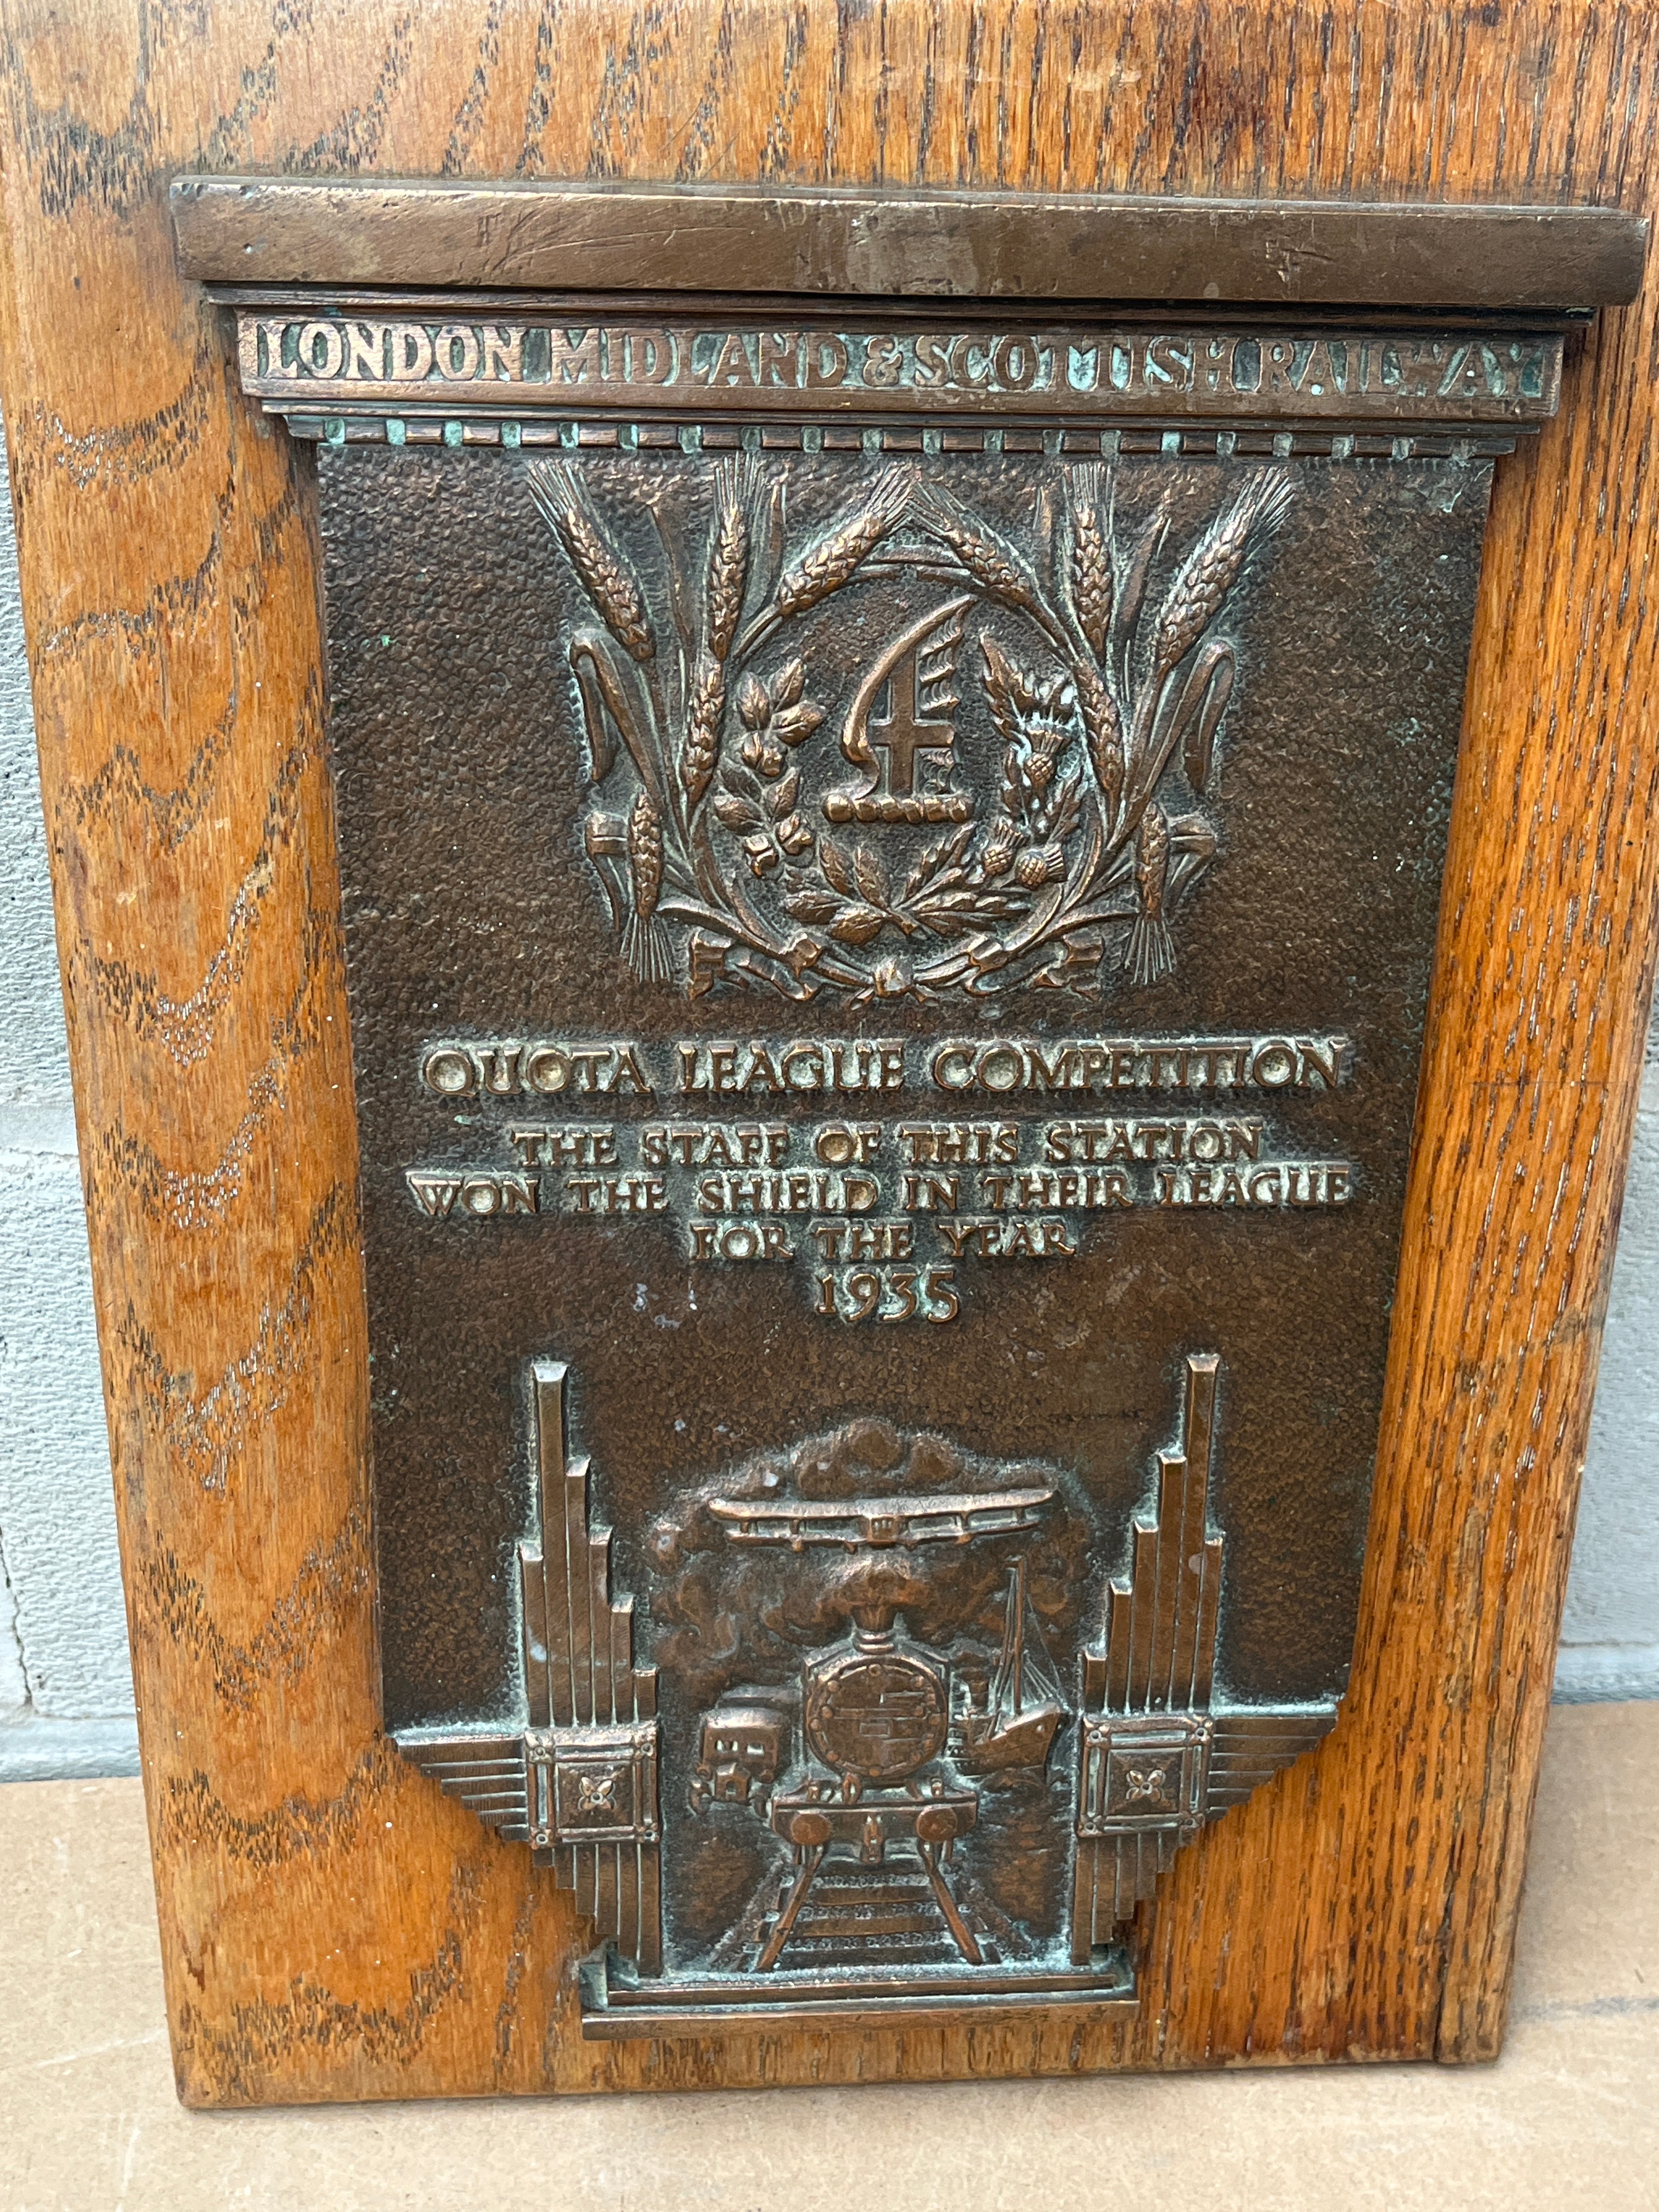 LONDON MIDLAND & SCOTTISH RAILWAY
QUOTA LEAGUE COMPETITION
THE STAFF OF THIS STATION
WON THE SHIELD IN THEIR LEAGUE
FOR THE YEAR
1935